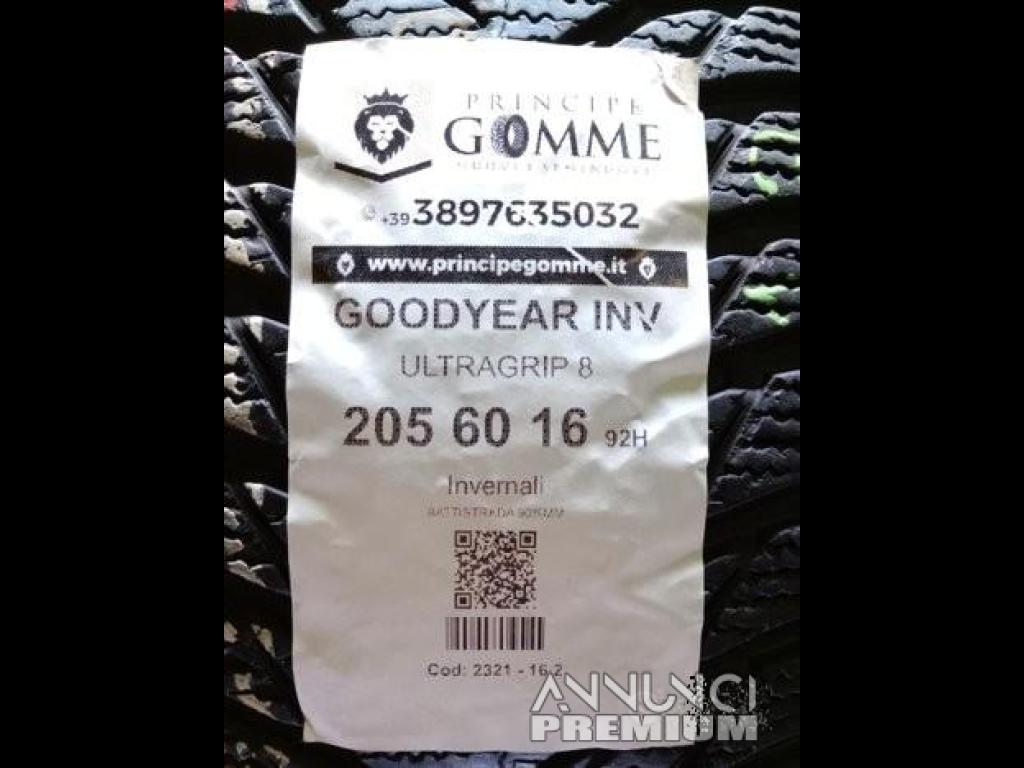 PRINCIPE
GOMME
+39 3897635032
www.principegomme.it
GOODYEAR INV
ULTRAGRIP 8
205 60 16 92H
Invernali
BATTISTRADA
Cod: 2321 - 16.2
ANNUNCI
PREMIUM